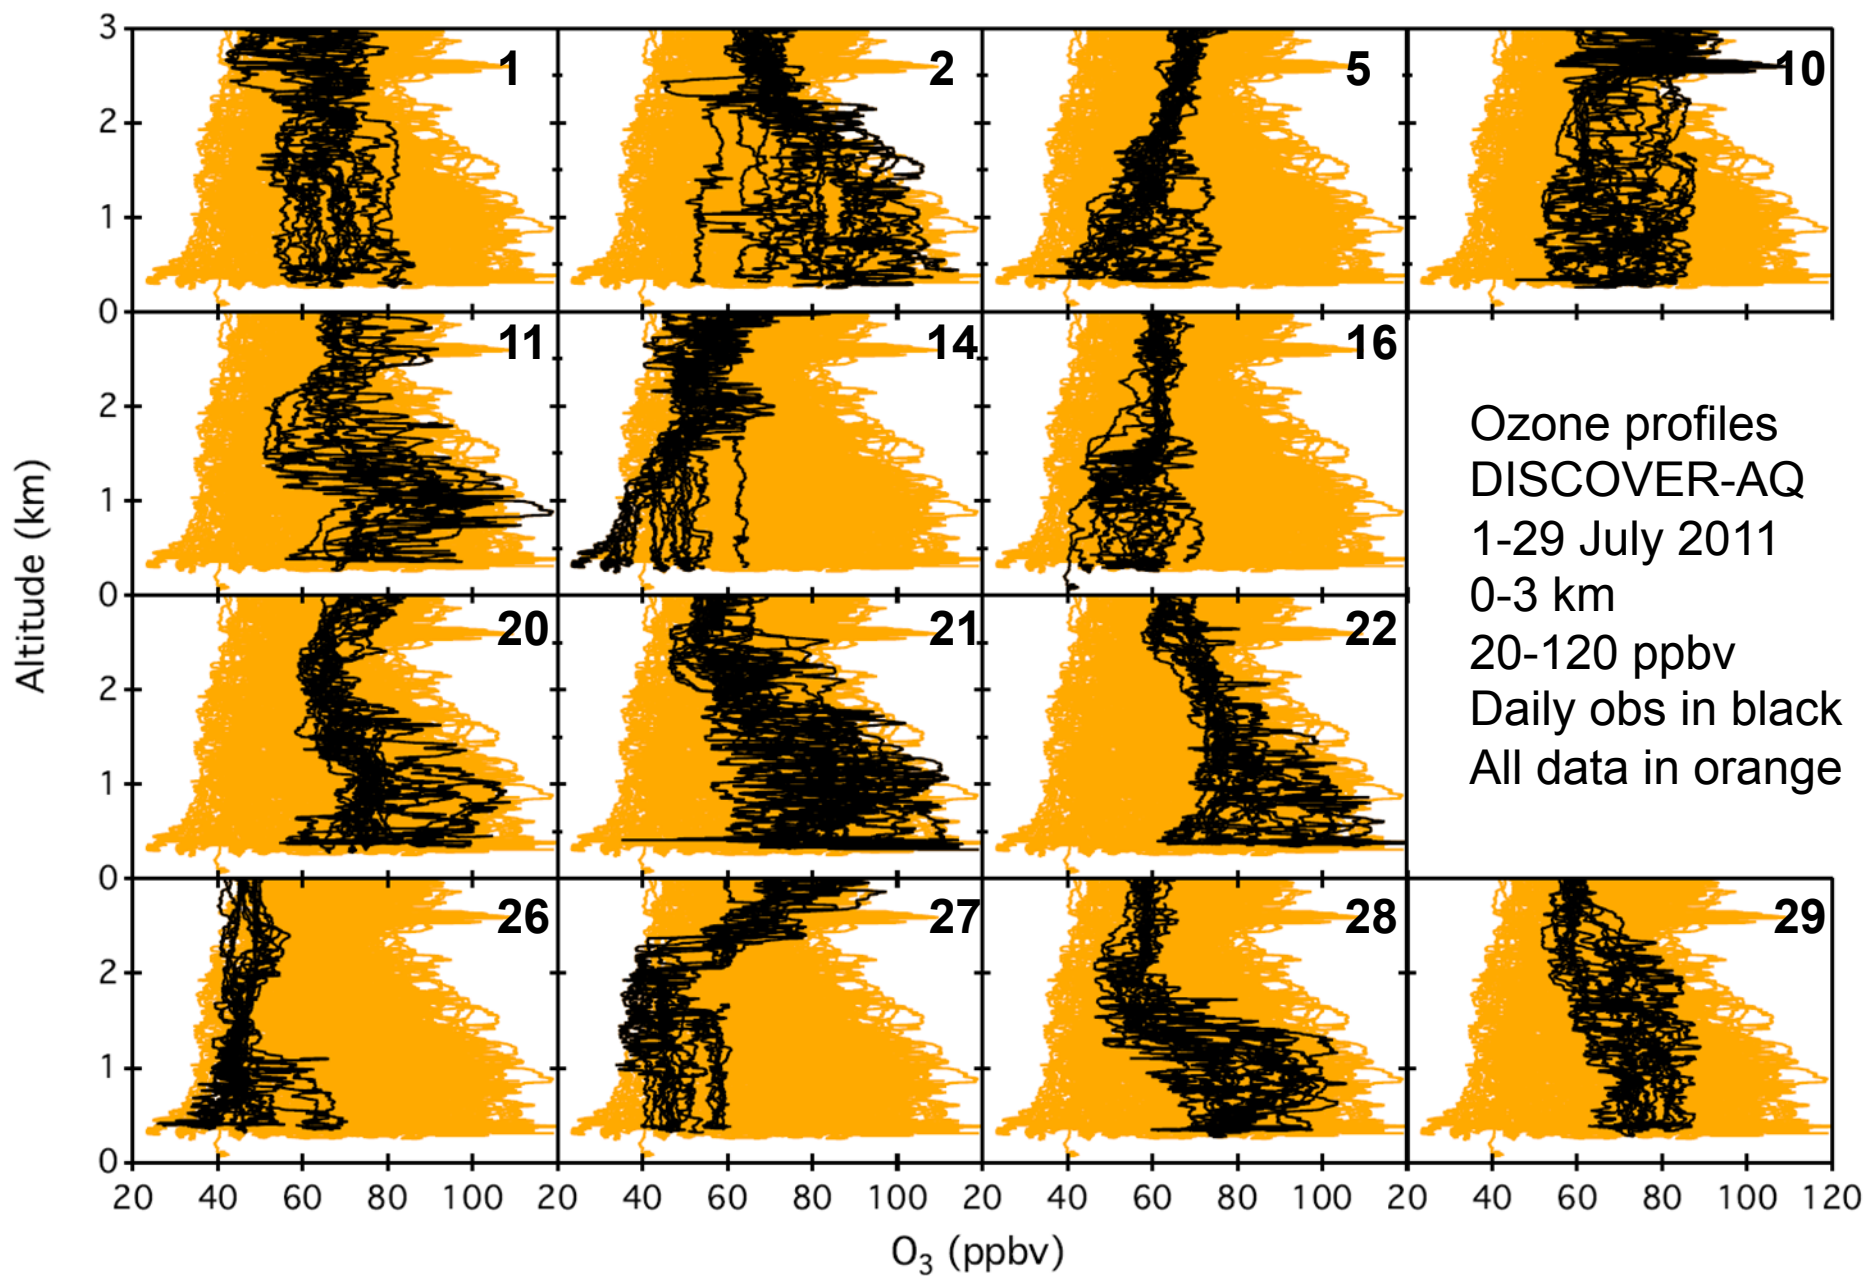 3 1 2 5 10
2
1
0
11 14 16
2
1
0
Ozone profiles
DISCOVER-AQ
1-29 July 2011
0-3 km
20-120 ppbv
Daily obs in black
All data in orange
Altitude (km)
20 21 22
2
1
0
26 27 28 29
2
1
0
20 40 60 80 100 20 40 60 80 100 20 40 60 80 100 20 40 60 80 100 120
O₃ (ppbv)